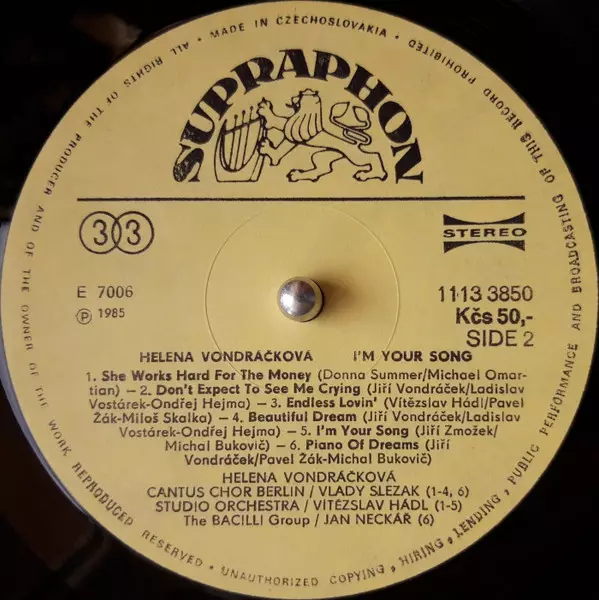 MADE IN CZECHOSLOVAKIA • ALL RIGHTS OF THE PRODUCER AND OF THE OWNER OF THE WORK REPRODUCED RESERVED • UNAUTHORIZED COPYING, HIRING, LENDING, PUBLIC PERFORMANCE AND BROADCASTING OF THIS RECORD PROHIBITED
SUPRAPHON
33
STEREO
E 7006
11 13 3850
Ⓟ 1985
Kčs 50,-
SIDE 2
HELENA VONDRÁČKOVÁ I'M YOUR SONG
1. She Works Hard For The Money (Donna Summer/Michael Omar-
tian) — 2. Don't Expect To See Me Crying (Jiří Vondráček/Ladislav
Vostárek-Ondřej Hejma) — 3. Endless Lovin' (Vítězslav Hádl/Pavel
Žák-Miloš Skalka) — 4. Beautiful Dream (Jiří Vondráček/Ladislav
Vostárek-Ondřej Hejma) — 5. I'm Your Song (Jiří Zmožek/
Michal Bukovič) — 6. Piano Of Dreams (Jiří
Vondráček/Pavel Žák-Michal Bukovič)
HELENA VONDRÁČKOVÁ
CANTUS CHOR BERLIN / VLADY SLEZAK (1-4, 6)
STUDIO ORCHESTRA / VÍTĚZSLAV HÁDL (1-5)
The BACILLI Group / JAN NECKÁŘ (6)